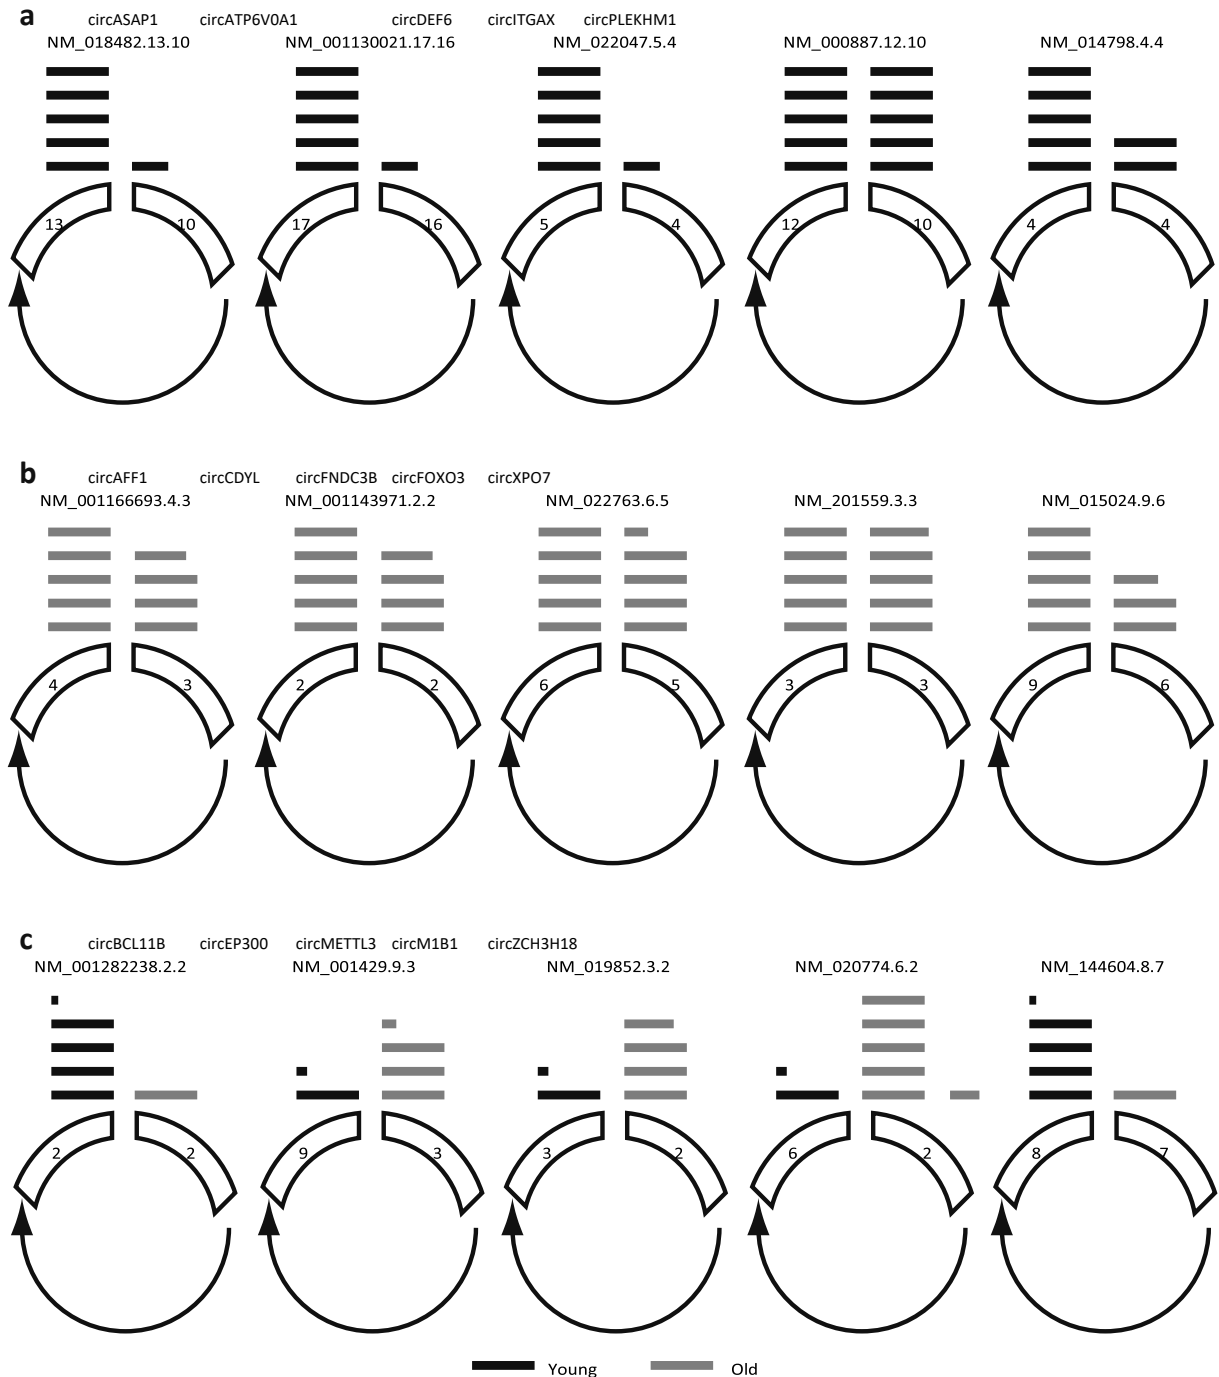 a circASAP1 circATP6V0A1 circDEF6 circITGAX circPLEKHM1
NM_018482.13.10 NM_001130021.17.16 NM_022047.5.4 NM_000887.12.10 NM_014798.4.4
13 10 17 16 5 4 12 10 4 4
b circAFF1 circCDYL circFNDC3B circFOXO3 circXPO7
NM_001166693.4.3 NM_001143971.2.2 NM_022763.6.5 NM_201559.3.3 NM_015024.9.6
4 3 2 2 6 5 3 3 9 6
c circBCL11B circEP300 circMETTL3 circM1B1 circZCH3H18
NM_001282238.2.2 NM_001429.9.3 NM_019852.3.2 NM_020774.6.2 NM_144604.8.7
2 2 9 3 3 2 6 2 8 7
Young Old